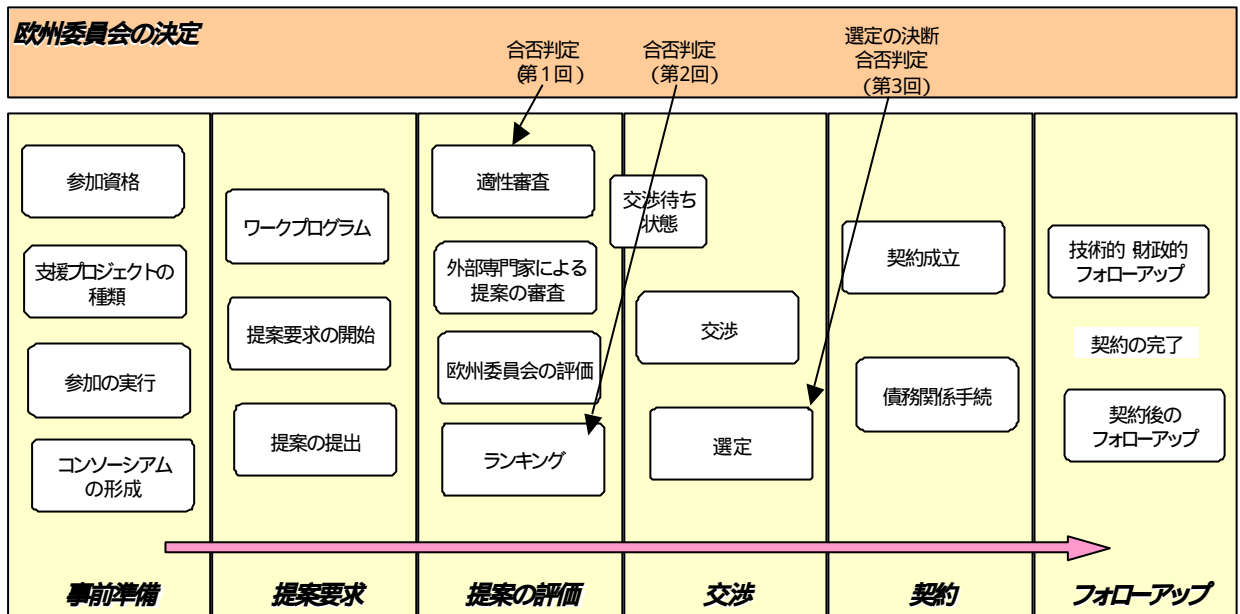 欧州委員会の決定
合否判定
(第1回)
合否判定
(第2回)
選定の決断
合否判定
(第3回)
参加資格
支援プロジェクトの
種類
参加の実行
コンソーシアム
の形成
ワークプログラム
提案要求の開始
提案の提出
適性審査
外部専門家による
提案の審査
欧州委員会の評価
ランキング
交渉待ち
状態
交渉
選定
契約成立
債務関係手続
技術的 財政的
フォローアップ
契約の完了
契約後の
フォローアップ
事前準備
提案要求
提案の評価
交渉
契約
フォローアップ